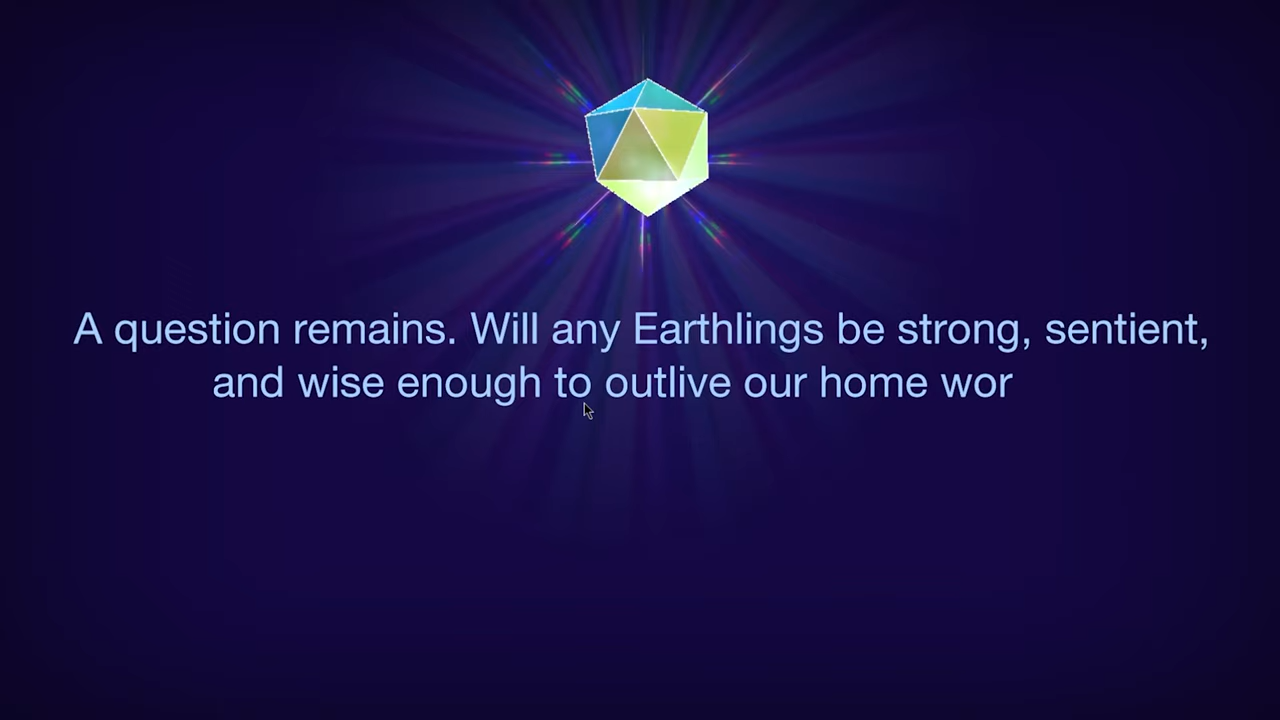 A question remains. Will any Earthlings be strong, sentient,
and wise enough to outlive our home wor